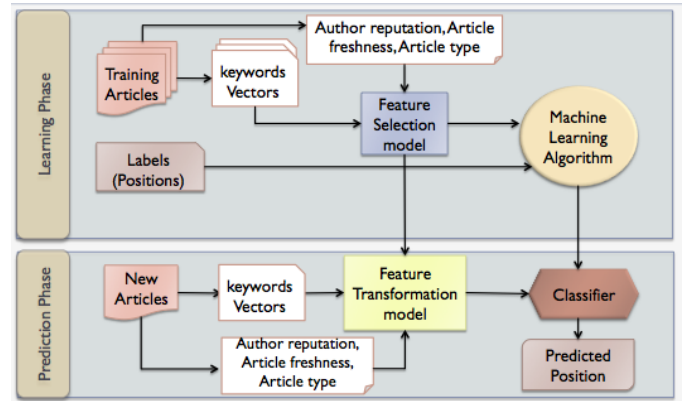 Learning Phase
Training
Articles
keywords
Vectors
Author reputation,Article
freshness,Article type
Feature
Selection
model
Machine
Learning
Algorithm
Labels
(Positions)
Prediction Phase
New
Articles
keywords
Vectors
Author reputation,
Article freshness,
Article type
Feature
Transformation
model
Classifier
Predicted
Position